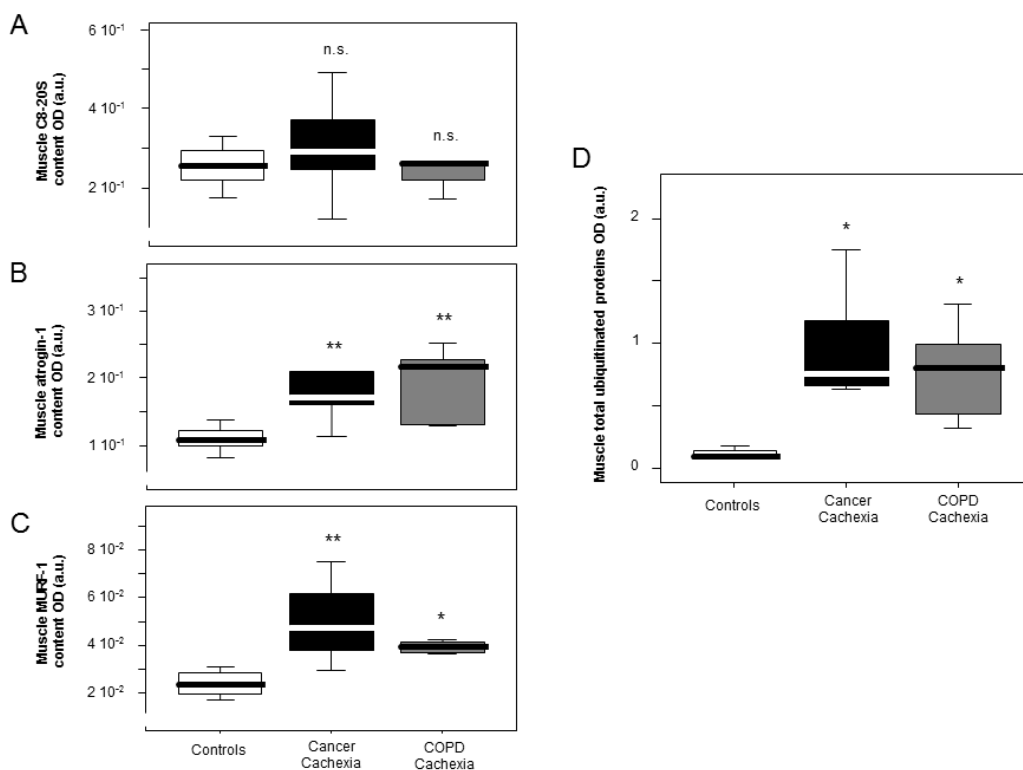 A
Muscle C8-20S
content OD (a.u.)
6 10⁻¹
4 10⁻¹
2 10⁻¹
n.s.
n.s.
B
Muscle atrogin-1
content OD (a.u.)
3 10⁻¹
2 10⁻¹
1 10⁻¹
**
**
C
Muscle MURF-1
content OD (a.u.)
8 10⁻²
6 10⁻²
4 10⁻²
2 10⁻²
**
*
Controls
Cancer
Cachexia
COPD
Cachexia
D
Muscle total ubiquitinated proteins OD (a.u.)
2
1
0
*
*
Controls
Cancer
Cachexia
COPD
Cachexia